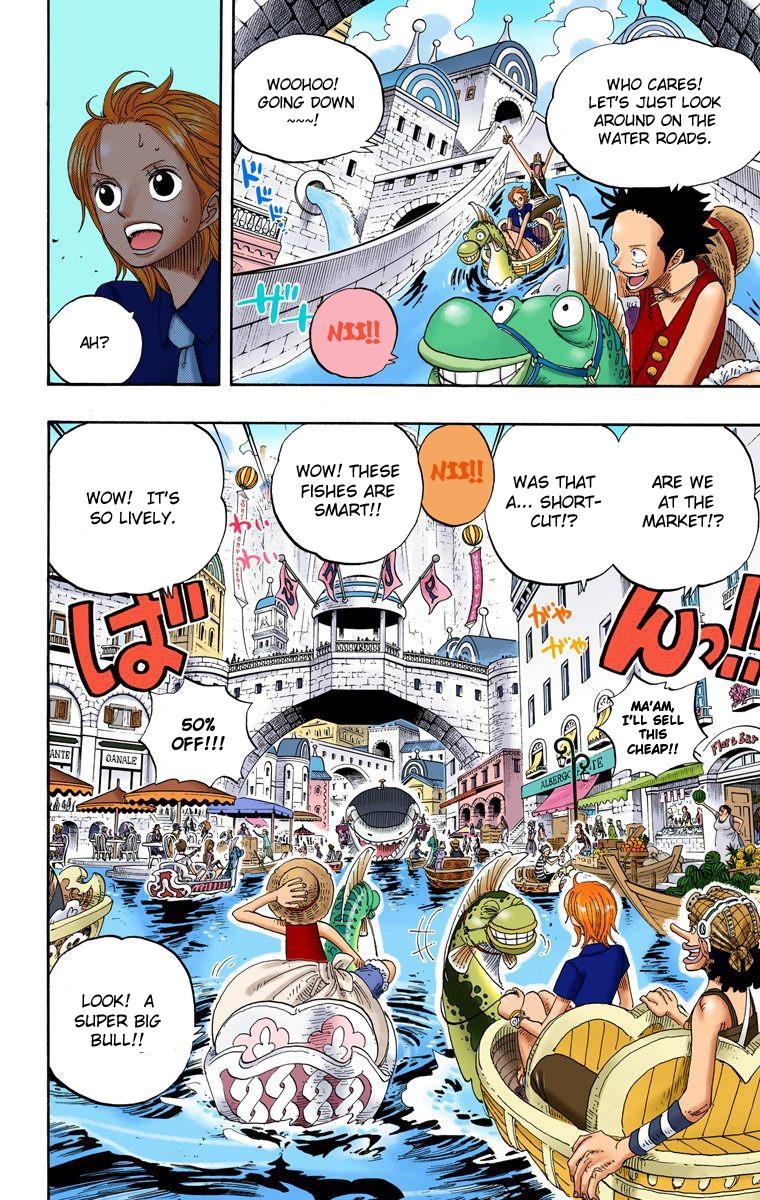 WHO CARES!
LET'S JUST LOOK
AROUND ON THE
WATER ROADS.
WOOHOO!
GOING DOWN
~~~!
ドドド
ザザ
NII!!
AH?
ARE WE
AT THE
MARKET!?
WAS THAT
A... SHORT-
CUT!?
NII!!
WOW! THESE
FISHES ARE
SMART!!
WOW! IT'S
SO LIVELY.
わい
わい
がや
がや
ばんっ!!
MA'AM,
I'LL SELL
THIS
CHEAP!!
50%
OFF!!!
ANTE
CANALE
ALBERGO
LOOK! A
SUPER BIG
BULL!!